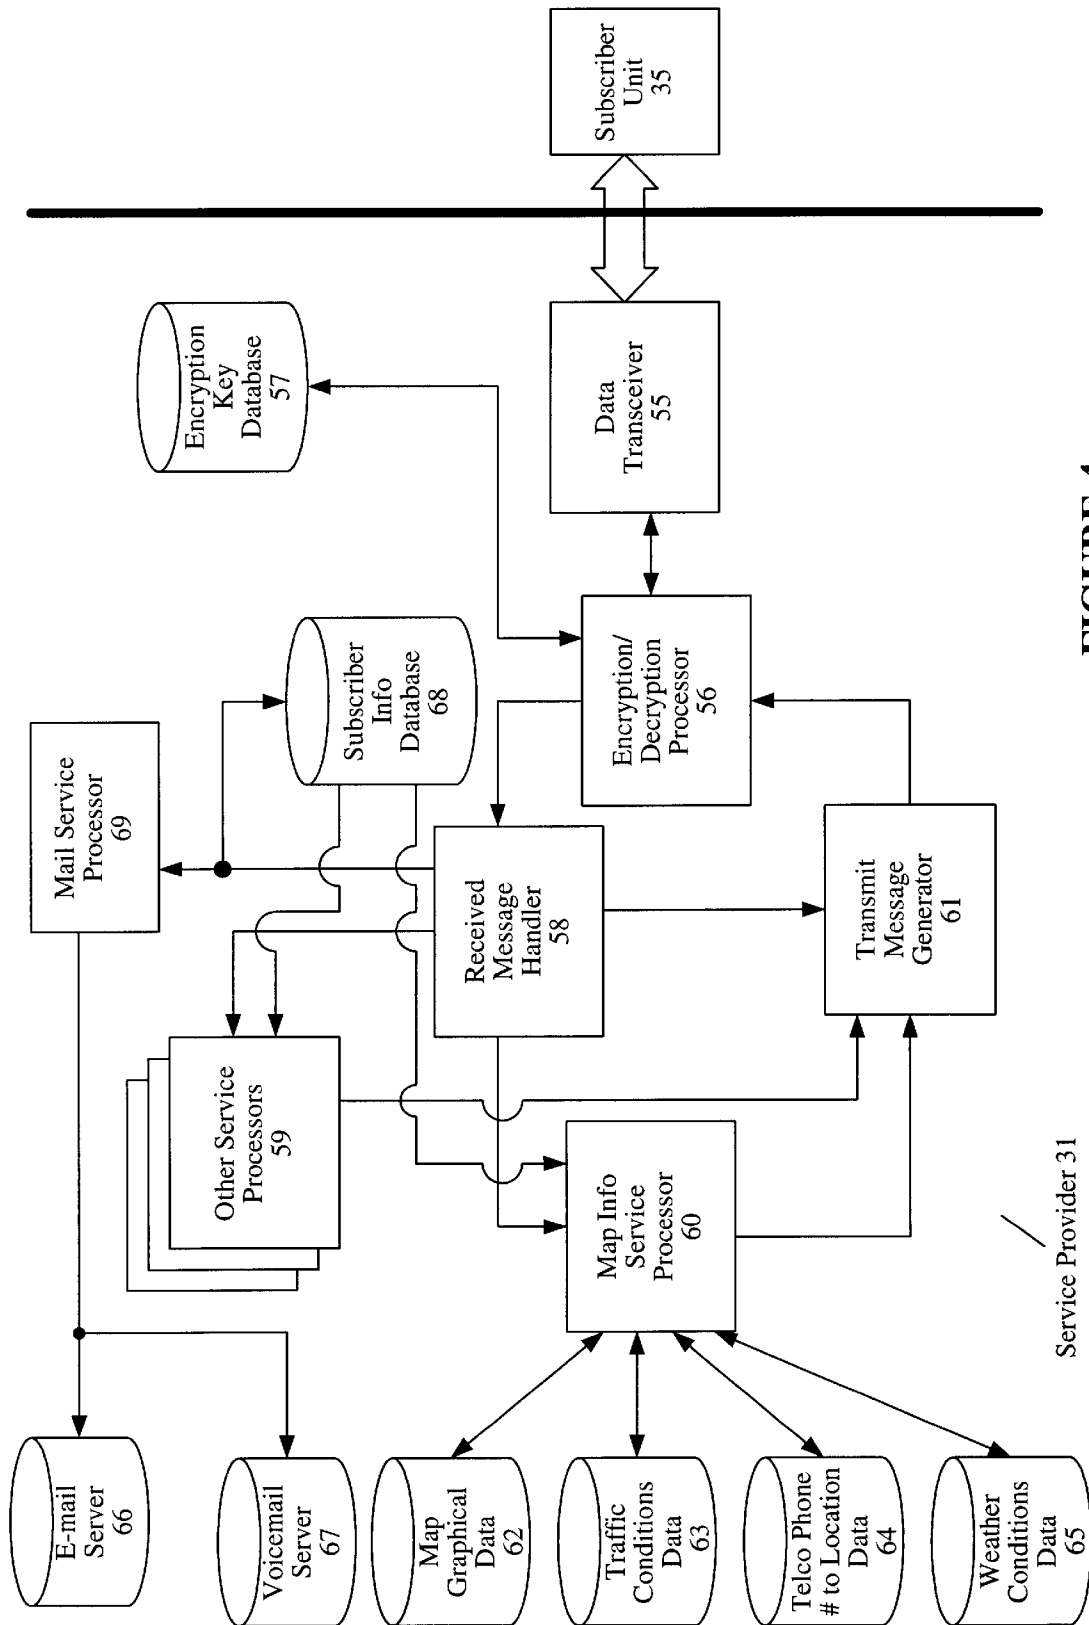 E-mail
Server
66
Voicemail
Server
67
Map
Graphical
Data
62
Traffic
Conditions
Data
63
Telco Phone
# to Location
Data
64
Weather
Conditions
Data
65
Mail Service
Processor
69
Other Service
Processors
59
Map Info
Service
Processor
60
Subscriber
Info
Database
68
Received
Message
Handler
58
Transmit
Message
Generator
61
Encryption
Key
Database
57
Encryption/
Decryption
Processor
56
Data
Transceiver
55
Subscriber
Unit
35
Service Provider 31
FIGURE 4